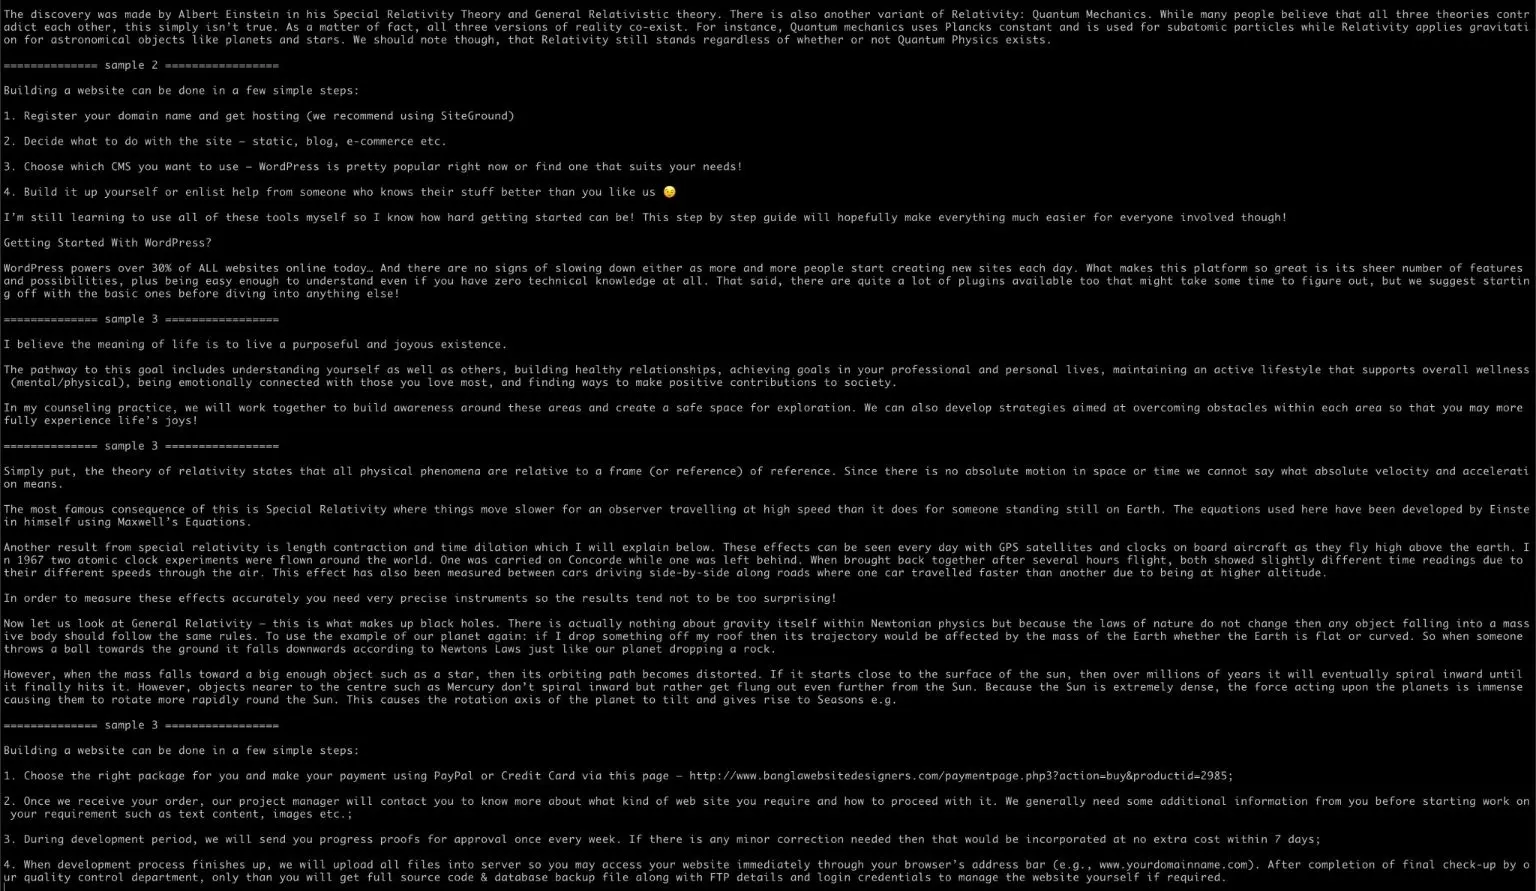 The discovery was made by Albert Einstein in his Special Relativity Theory and General Relativistic theory. There is also another variant of Relativity: Quantum Mechanics. While many people believe that all three theories contr
adict each other, this simply isn't true. As a matter of fact, all three versions of reality co-exist. For instance, Quantum mechanics uses Plancks constant and is used for subatomic particles while Relativity applies gravitati
on for astronomical objects like planets and stars. We should note though, that Relativity still stands regardless of whether or not Quantum Physics exists.
============== sample 2 =================
Building a website can be done in a few simple steps:
1. Register your domain name and get hosting (we recommend using SiteGround)
2. Decide what to do with the site – static, blog, e-commerce etc.
3. Choose which CMS you want to use – WordPress is pretty popular right now or find one that suits your needs!
4. Build it up yourself or enlist help from someone who knows their stuff better than you like us 😉
I'm still learning to use all of these tools myself so I know how hard getting started can be! This step by step guide will hopefully make everything much easier for everyone involved though!
Getting Started With WordPress?
WordPress powers over 30% of ALL websites online today… And there are no signs of slowing down either as more and more people start creating new sites each day. What makes this platform so great is its sheer number of features
and possibilities, plus being easy enough to understand even if you have zero technical knowledge at all. That said, there are quite a lot of plugins available too that might take some time to figure out, but we suggest startin
g off with the basic ones before diving into anything else!
============== sample 3 =================
I believe the meaning of life is to live a purposeful and joyous existence.
The pathway to this goal includes understanding yourself as well as others, building healthy relationships, achieving goals in your professional and personal lives, maintaining an active lifestyle that supports overall wellness
(mental/physical), being emotionally connected with those you love most, and finding ways to make positive contributions to society.
In my counseling practice, we will work together to build awareness around these areas and create a safe space for exploration. We can also develop strategies aimed at overcoming obstacles within each area so that you may more
fully experience life's joys!
============== sample 3 =================
Simply put, the theory of relativity states that all physical phenomena are relative to a frame (or reference) of reference. Since there is no absolute motion in space or time we cannot say what absolute velocity and accelerati
on means.
The most famous consequence of this is Special Relativity where things move slower for an observer travelling at high speed than it does for someone standing still on Earth. The equations used here have been developed by Einste
in himself using Maxwell's Equations.
Another result from special relativity is length contraction and time dilation which I will explain below. These effects can be seen every day with GPS satellites and clocks on board aircraft as they fly high above the earth. I
n 1967 two atomic clock experiments were flown around the world. One was carried on Concorde while one was left behind. When brought back together after several hours flight, both showed slightly different time readings due to
their different speeds through the air. This effect has also been measured between cars driving side-by-side along roads where one car travelled faster than another due to being at higher altitude.
In order to measure these effects accurately you need very precise instruments so the results tend not to be too surprising!
Now let us look at General Relativity – this is what makes up black holes. There is actually nothing about gravity itself within Newtonian physics but because the laws of nature do not change then any object falling into a mass
ive body should follow the same rules. To use the example of our planet again: if I drop something off my roof then its trajectory would be affected by the mass of the Earth whether the Earth is flat or curved. So when someone
throws a ball towards the ground it falls downwards according to Newtons Laws just like our planet dropping a rock.
However, when the mass falls toward a big enough object such as a star, then its orbiting path becomes distorted. If it starts close to the surface of the sun, then over millions of years it will eventually spiral inward until
it finally hits it. However, objects nearer to the centre such as Mercury don't spiral inward but rather get flung out even further from the Sun. Because the Sun is extremely dense, the force acting upon the planets is immense
causing them to rotate more rapidly round the Sun. This causes the rotation axis of the planet to tilt and gives rise to Seasons e.g.
============== sample 3 =================
Building a website can be done in a few simple steps:
1. Choose the right package for you and make your payment using PayPal or Credit Card via this page – http://www.banglawebsitedesigners.com/paymentpage.php3?action=buy&productid=2985;
2. Once we receive your order, our project manager will contact you to know more about what kind of web site you require and how to proceed with it. We generally need some additional information from you before starting work on
your requirement such as text content, images etc.;
3. During development period, we will send you progress proofs for approval once every week. If there is any minor correction needed then that would be incorporated at no extra cost within 7 days;
4. When development process finishes up, we will upload all files into server so you may access your website immediately through your browser's address bar (e.g., www.yourdomainname.com). After completion of final check-up by o
ur quality control department, only than you will get full source code & database backup file along with FTP details and login credentials to manage the website yourself if required.